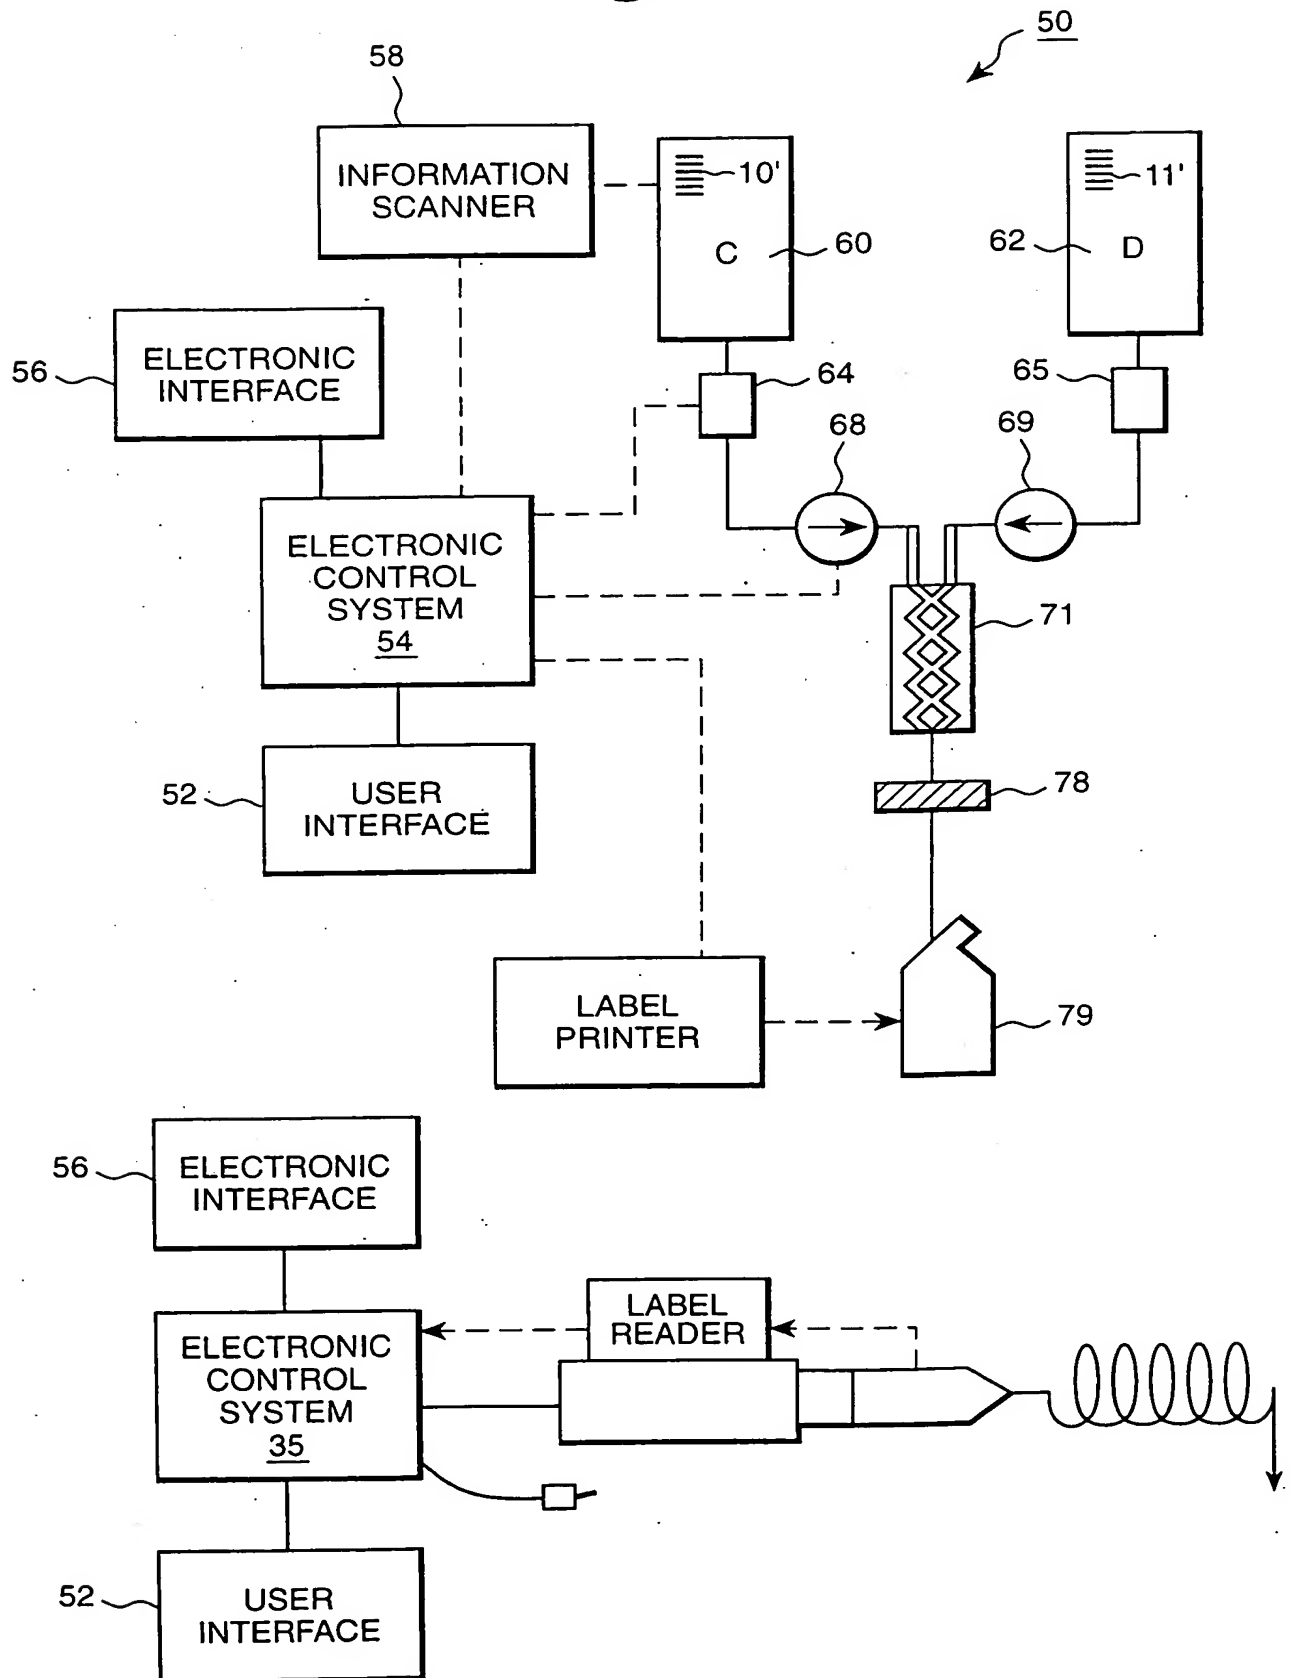 50
58
INFORMATION
SCANNER
10'
11'
C
60
62
D
ELECTRONIC
INTERFACE
56
64
65
68
69
ELECTRONIC
CONTROL
SYSTEM
54
71
52
USER
INTERFACE
78
LABEL
PRINTER
79
56
ELECTRONIC
INTERFACE
LABEL
READER
ELECTRONIC
CONTROL
SYSTEM
35
52
USER
INTERFACE